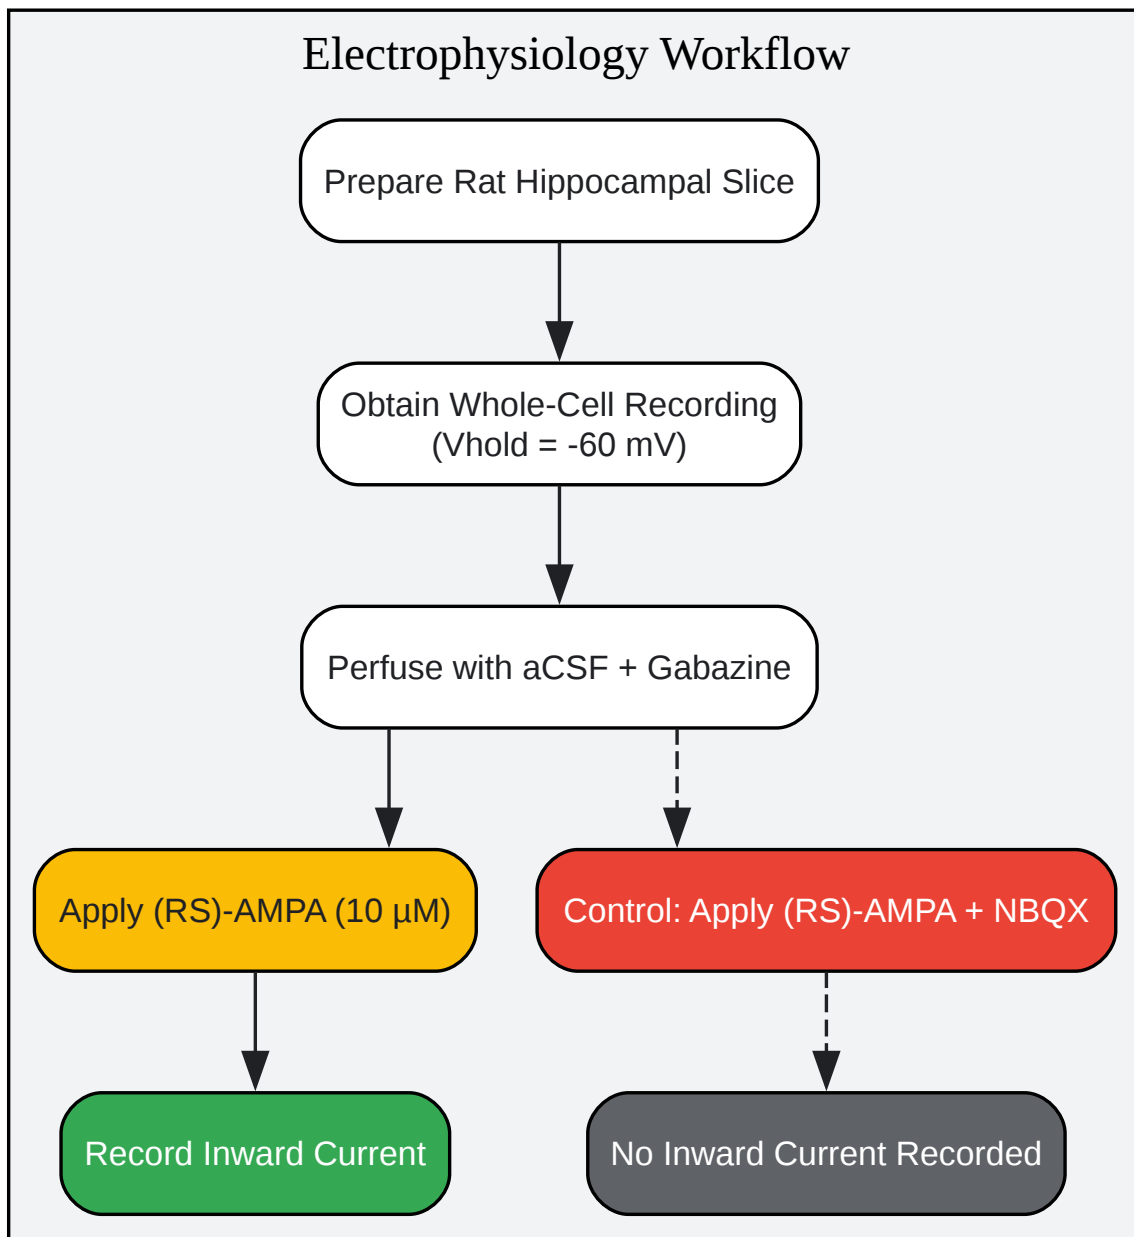 Electrophysiology Workflow
Prepare Rat Hippocampal Slice
Obtain Whole-Cell Recording
(Vhold = -60 mV)
Perfuse with aCSF + Gabazine
Apply (RS)-AMPA (10 µM)
Control: Apply (RS)-AMPA + NBQX
Record Inward Current
No Inward Current Recorded